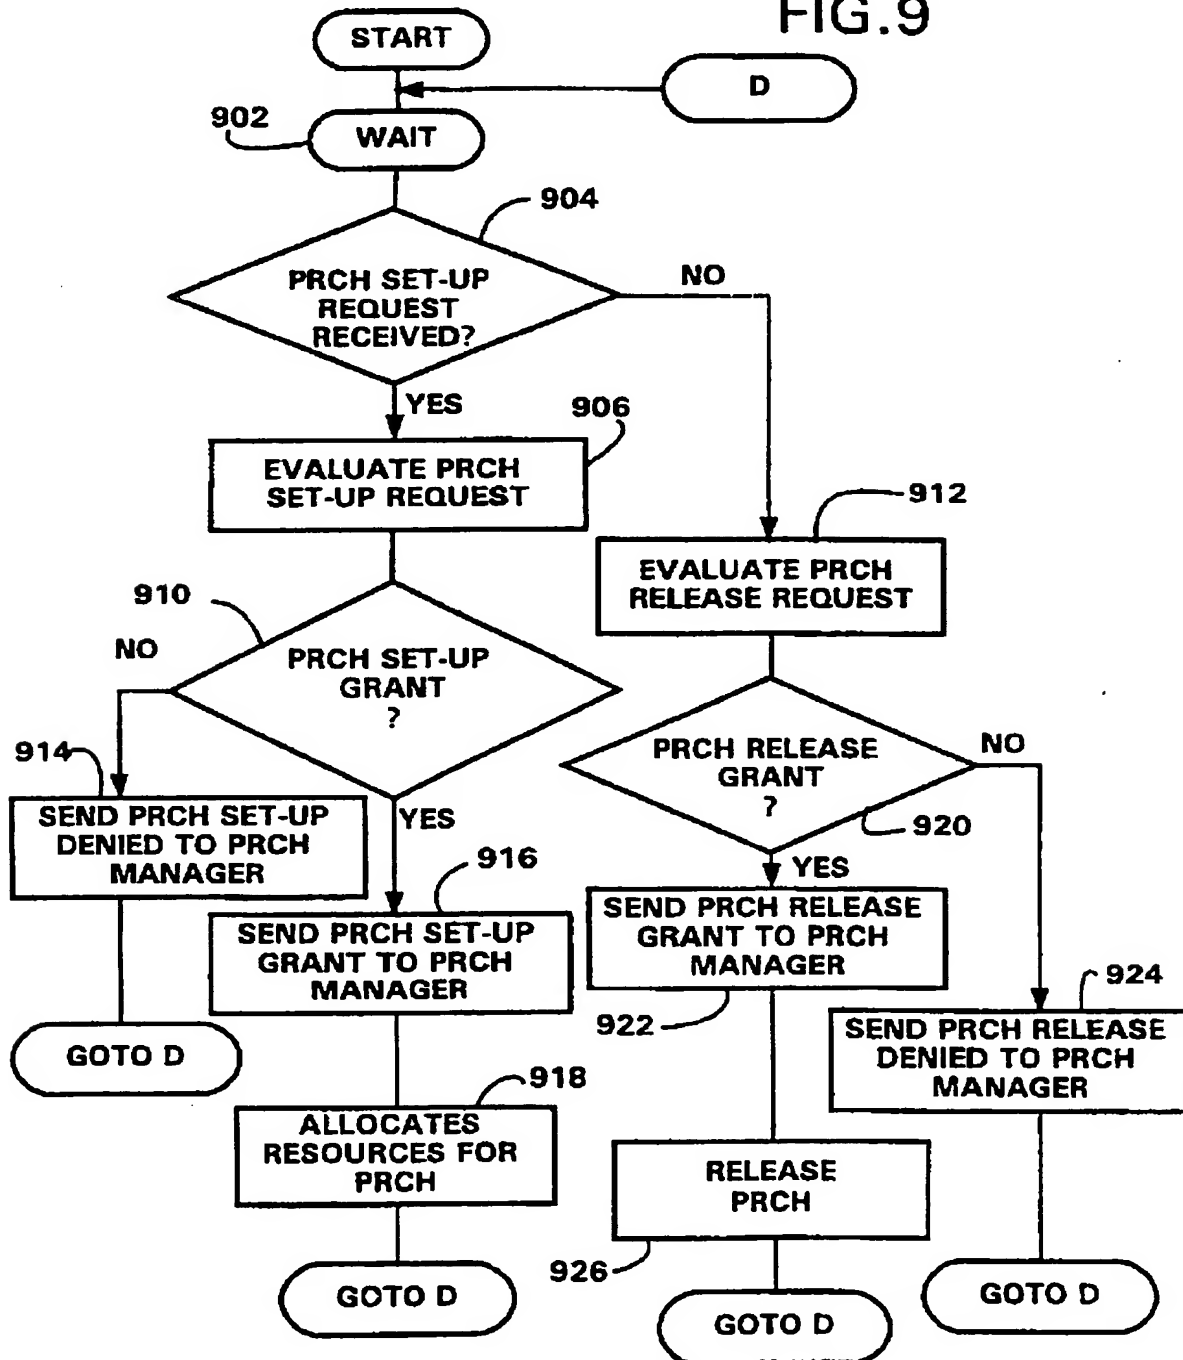 FIG.9
START
D
902
WAIT
904
PRCH SET-UP
REQUEST
RECEIVED?
NO
YES
906
EVALUATE PRCH
SET-UP REQUEST
912
EVALUATE PRCH
RELEASE REQUEST
910
NO
PRCH SET-UP
GRANT
?
PRCH RELEASE
GRANT
?
NO
920
914
SEND PRCH SET-UP
DENIED TO PRCH
MANAGER
YES
916
YES
SEND PRCH SET-UP
GRANT TO PRCH
MANAGER
SEND PRCH RELEASE
GRANT TO PRCH
MANAGER
922
924
SEND PRCH RELEASE
DENIED TO PRCH
MANAGER
GOTO D
918
ALLOCATES
RESOURCES FOR
PRCH
RELEASE
PRCH
926
GOTO D
GOTO D
GOTO D